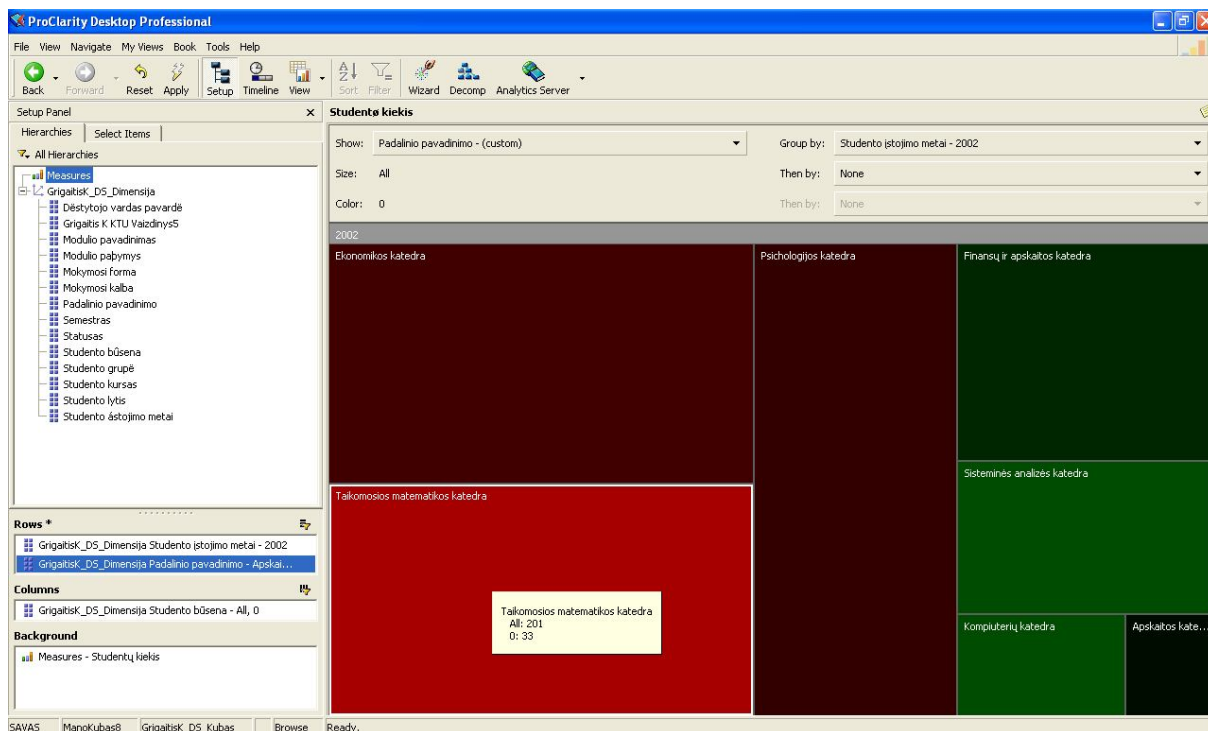 ProClarity Desktop Professional
File View Navigate My Views Book Tools Help
Back Forward Reset Apply Setup Timeline View Sort Filter Wizard Decomp Analytics Server
Setup Panel
Hierarchies Select Items
All Hierarchies
Measures
GrigaitisK_DS_Dimensija
Dëstytojo vardas pavardë
Grigaitis K KTU Vaizdinys5
Modulio pavadinimas
Modulio paþymys
Mokymosi forma
Mokymosi kalba
Padalinio pavadinimo
Semestras
Statusas
Studento bûsena
Studento grupë
Studento kursas
Studento lytis
Studento ástojimo metai
Rows *
GrigaitisK_DS_Dimensija Studento įstojimo metai - 2002
GrigaitisK_DS_Dimensija Padalinio pavadinimo - Apskai...
Columns
GrigaitisK_DS_Dimensija Studento bûsena - All, 0
Background
Measures - Studentų kiekis
Studentø kiekis
Show: Padalinio pavadinimo - (custom) Group by: Studento įstojimo metai - 2002
Size: All Then by: None
Color: 0 Then by: None
2002
Ekonomikos katedra
Psichologijos katedra
Finansų ir apskaitos katedra
Taikomosios matematikos katedra
Taikomosios matematikos katedra
All: 201
0: 33
Sisteminės analizės katedra
Kompiuterių katedra
Apskaitos kate...
SAVAS ManoKubas8 GrigaitisK_DS_Kubas Browse Ready.